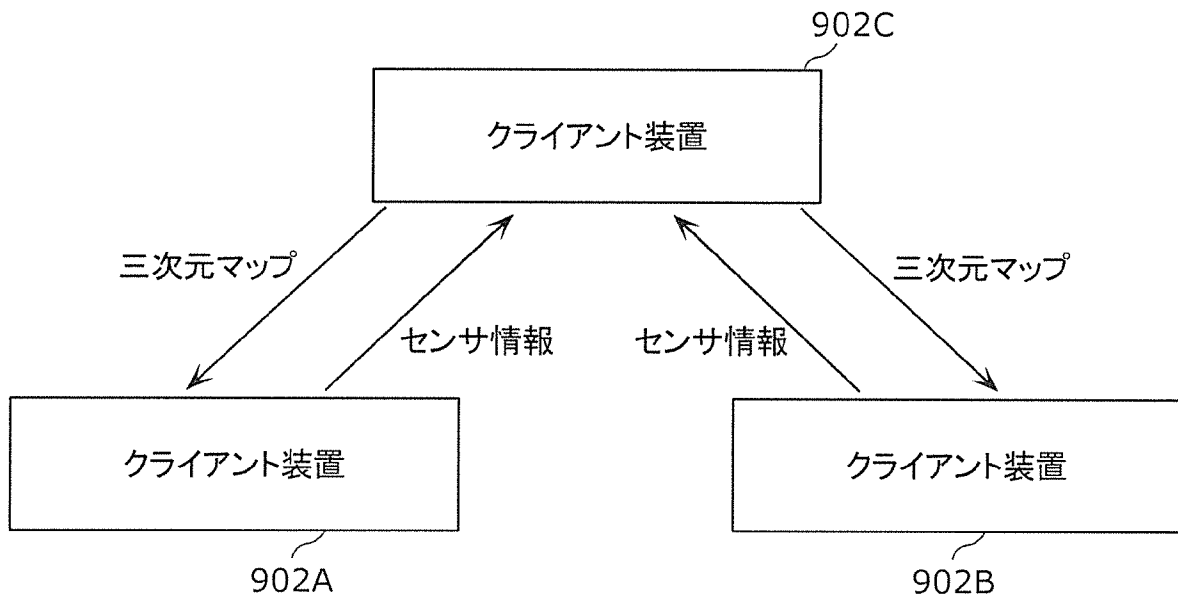 902C
クライアント装置
三次元マップ
三次元マップ
センサ情報
センサ情報
クライアント装置
クライアント装置
902A
902B